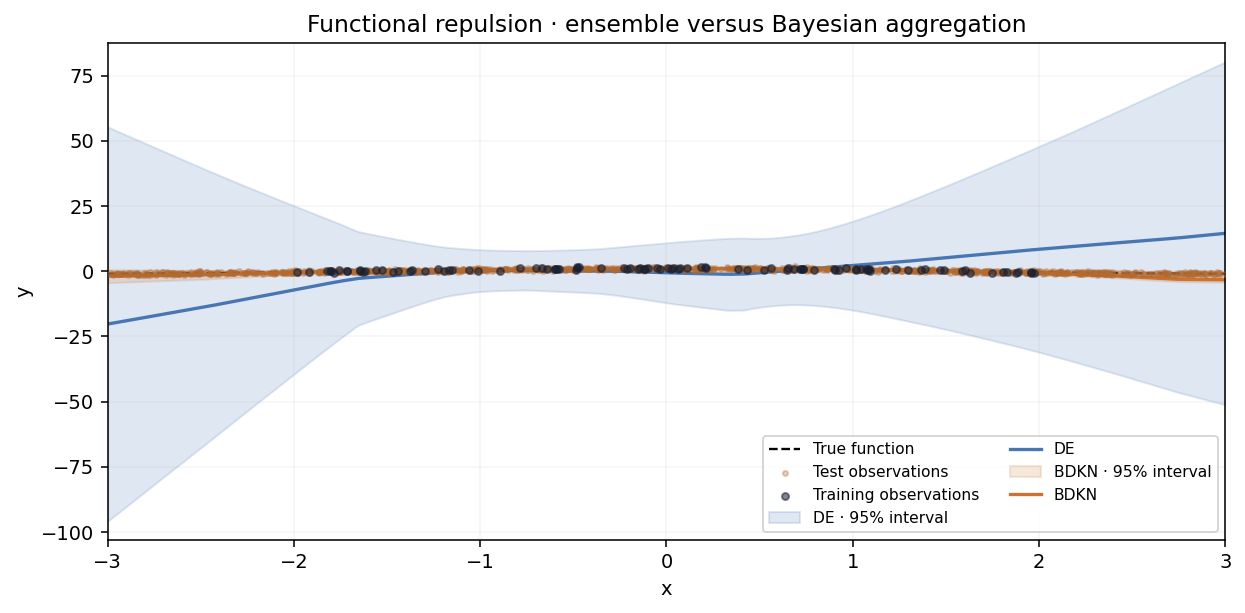 Functional repulsion · ensemble versus Bayesian aggregation
y
75
50
25
0
−25
−50
−75
−100
−3
−2
−1
0
1
2
3
x
True function
Test observations
Training observations
DE · 95% interval
DE
BDKN · 95% interval
BDKN